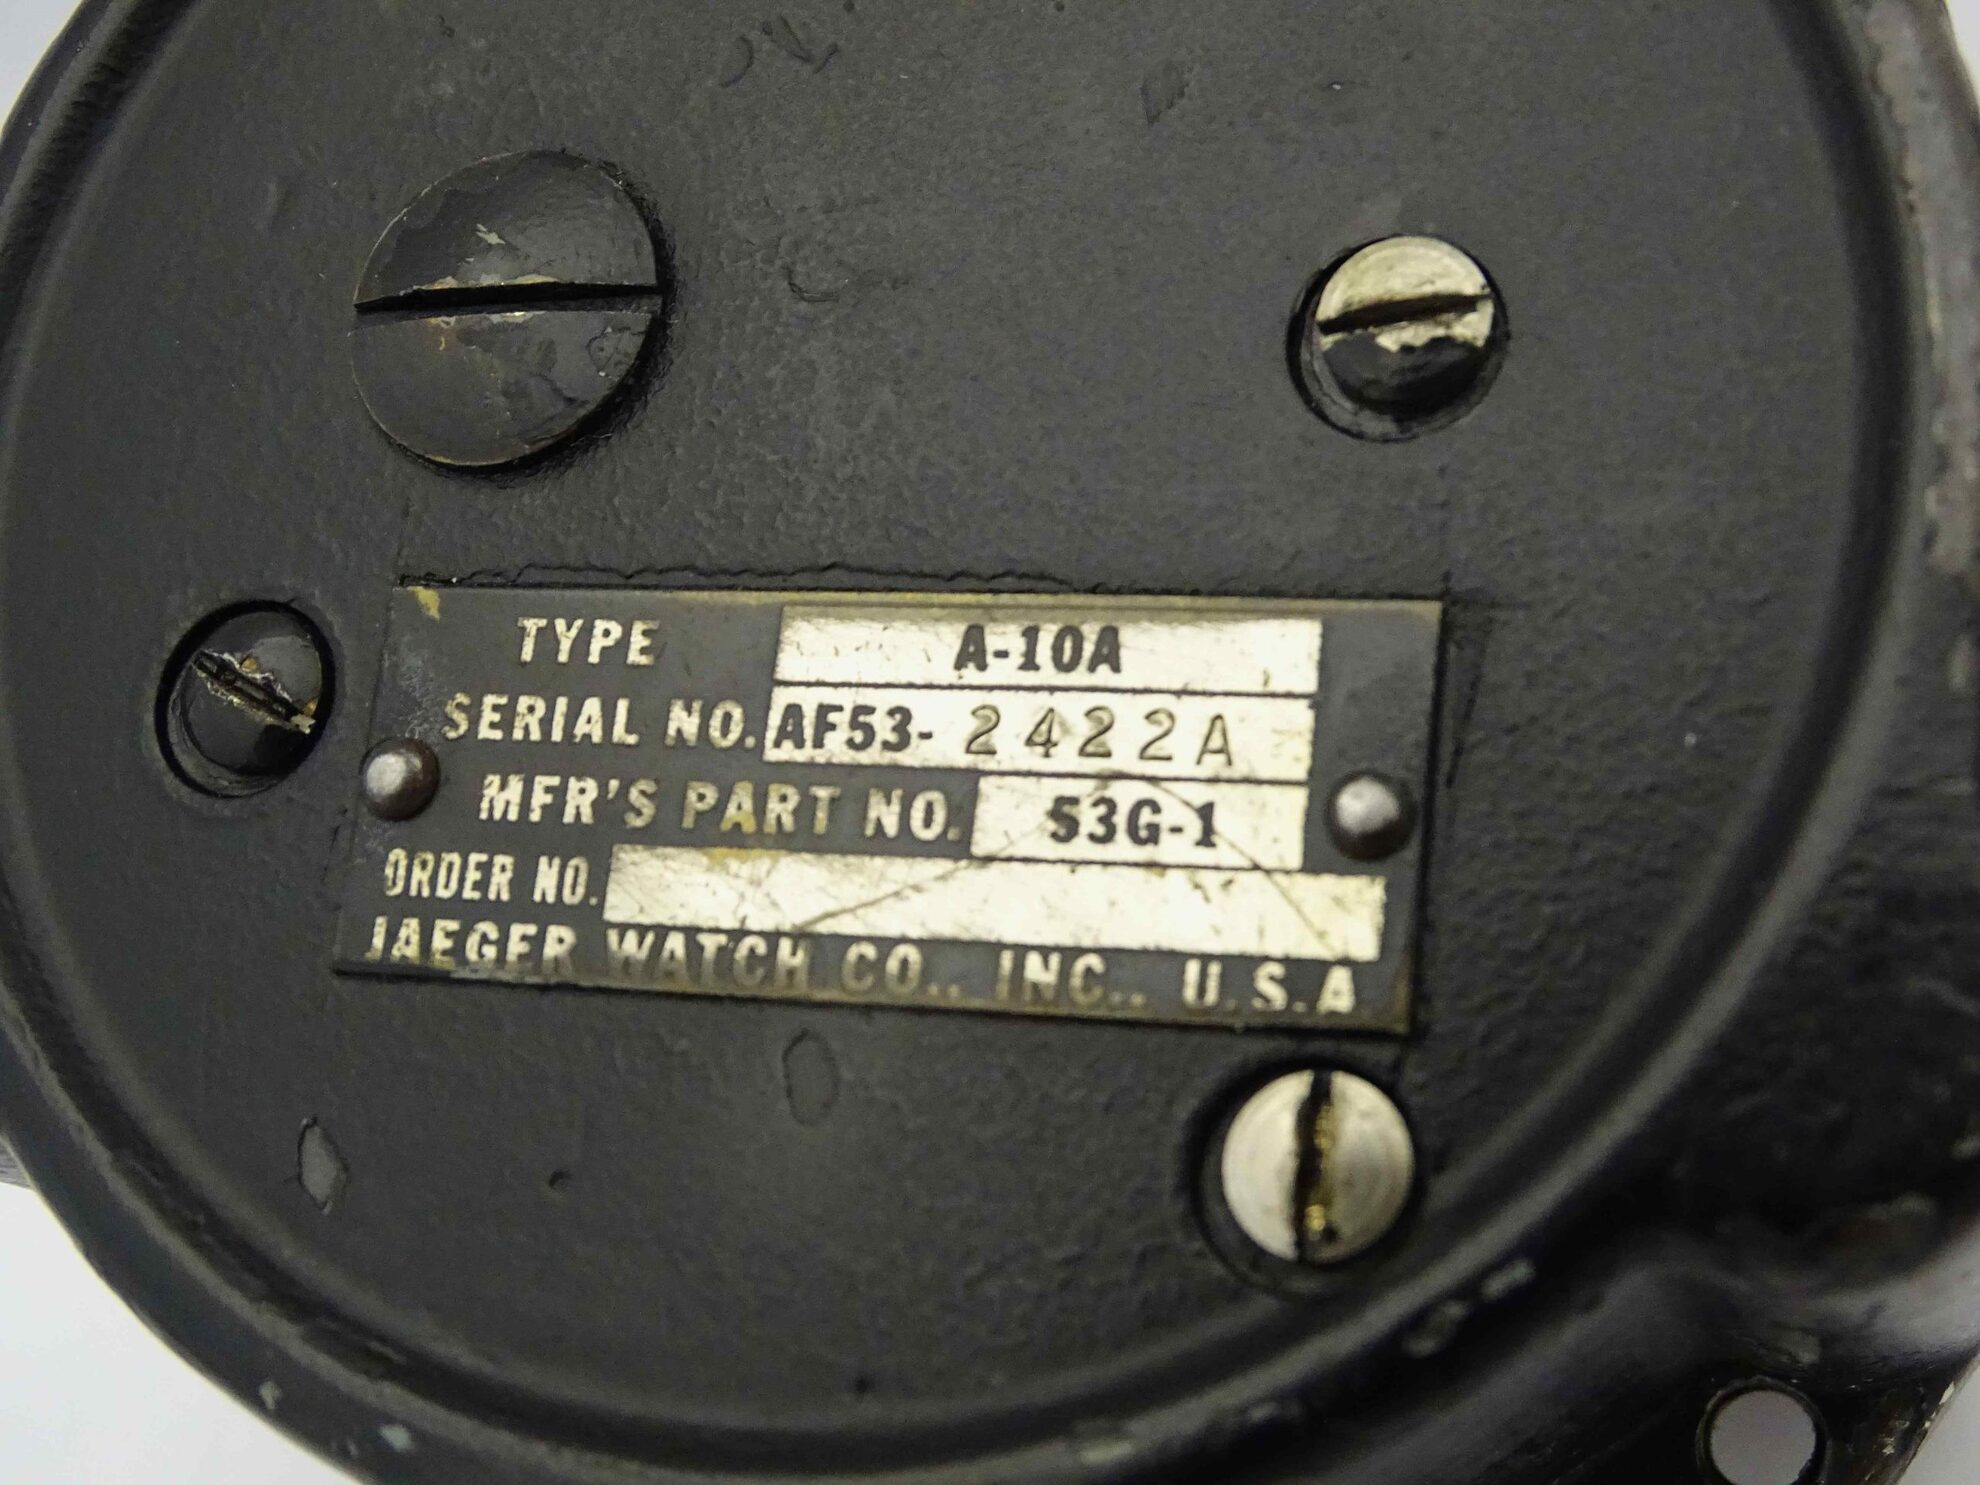 TYPE A-10A
SERIAL NO. AF53-2422A
MFR'S PART NO. 53G-1
ORDER NO.
JAEGER WATCH CO., INC., U.S.A